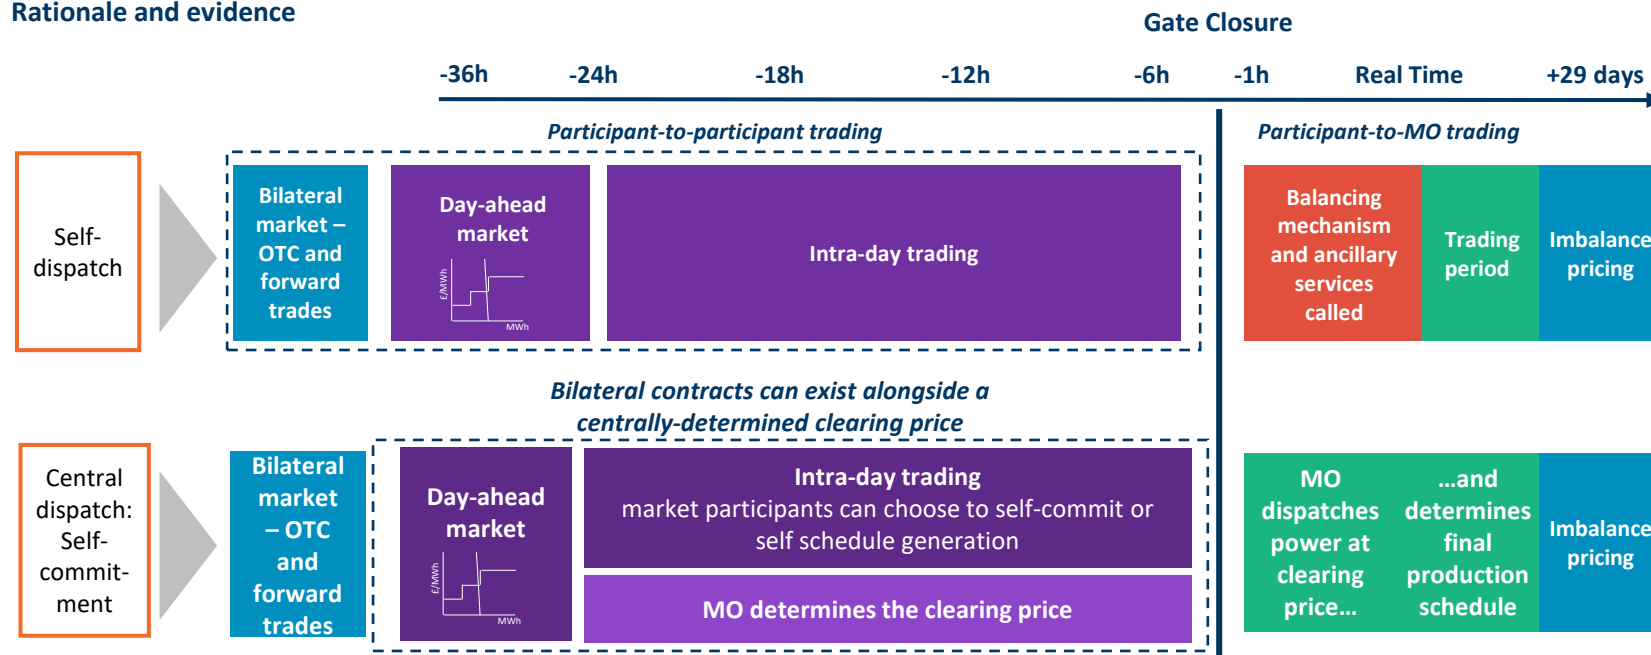 Rationale and evidence
Gate Closure
-36h
-24h
-18h
-12h
-6h
-1h
Real Time
+29 days
Participant-to-participant trading
Participant-to-MO trading
Self-
dispatch
Bilateral
market –
OTC and
forward
trades
Day-ahead
market
£/MWh
MWh
Intra-day trading
Balancing
mechanism
and ancillary
services
called
Trading
period
Imbalance
pricing
Bilateral contracts can exist alongside a
centrally-determined clearing price
Central
dispatch:
Self-
commit-
ment
Bilateral
market
– OTC
and
forward
trades
Day-ahead
market
£/MWh
MWh
Intra-day trading
market participants can choose to self-commit or
self schedule generation
MO determines the clearing price
MO
dispatches
power at
clearing
price…
…and
determines
final
production
schedule
Imbalance
pricing